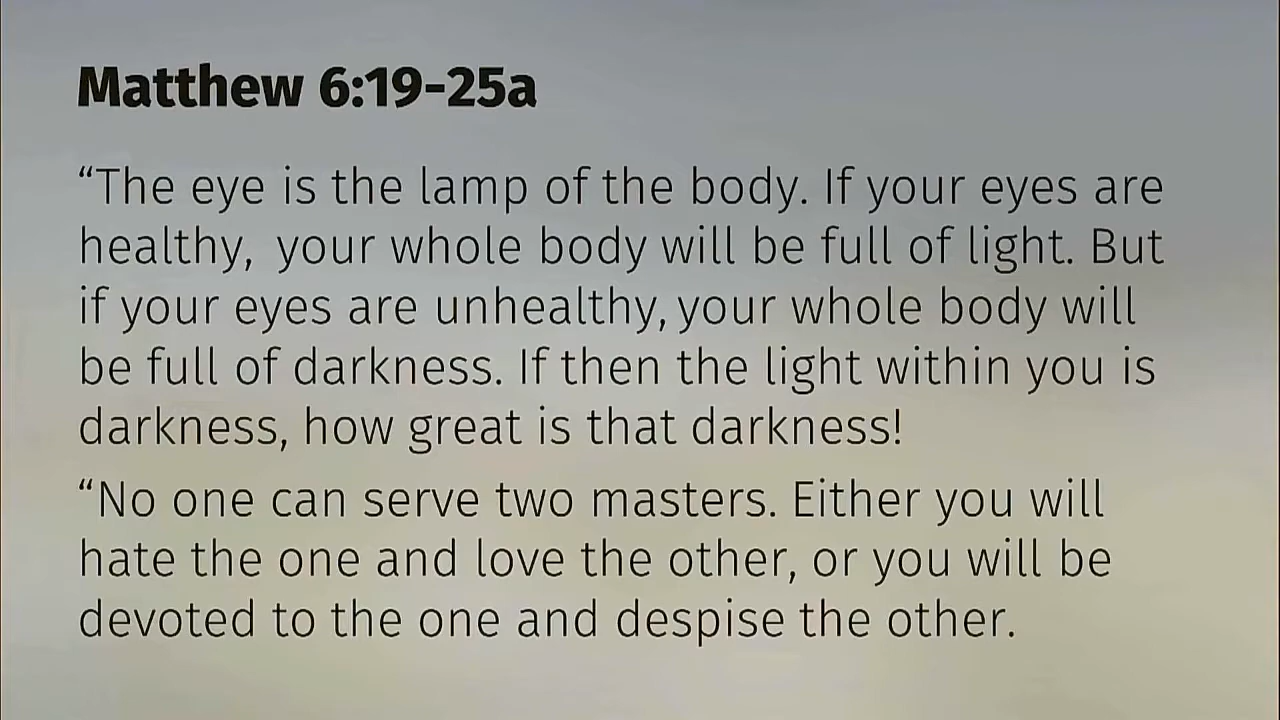 Matthew 6:19-25a
“The eye is the lamp of the body. If your eyes are
healthy, your whole body will be full of light. But
if your eyes are unhealthy, your whole body will
be full of darkness. If then the light within you is
darkness, how great is that darkness!
“No one can serve two masters. Either you will
hate the one and love the other, or you will be
devoted to the one and despise the other.